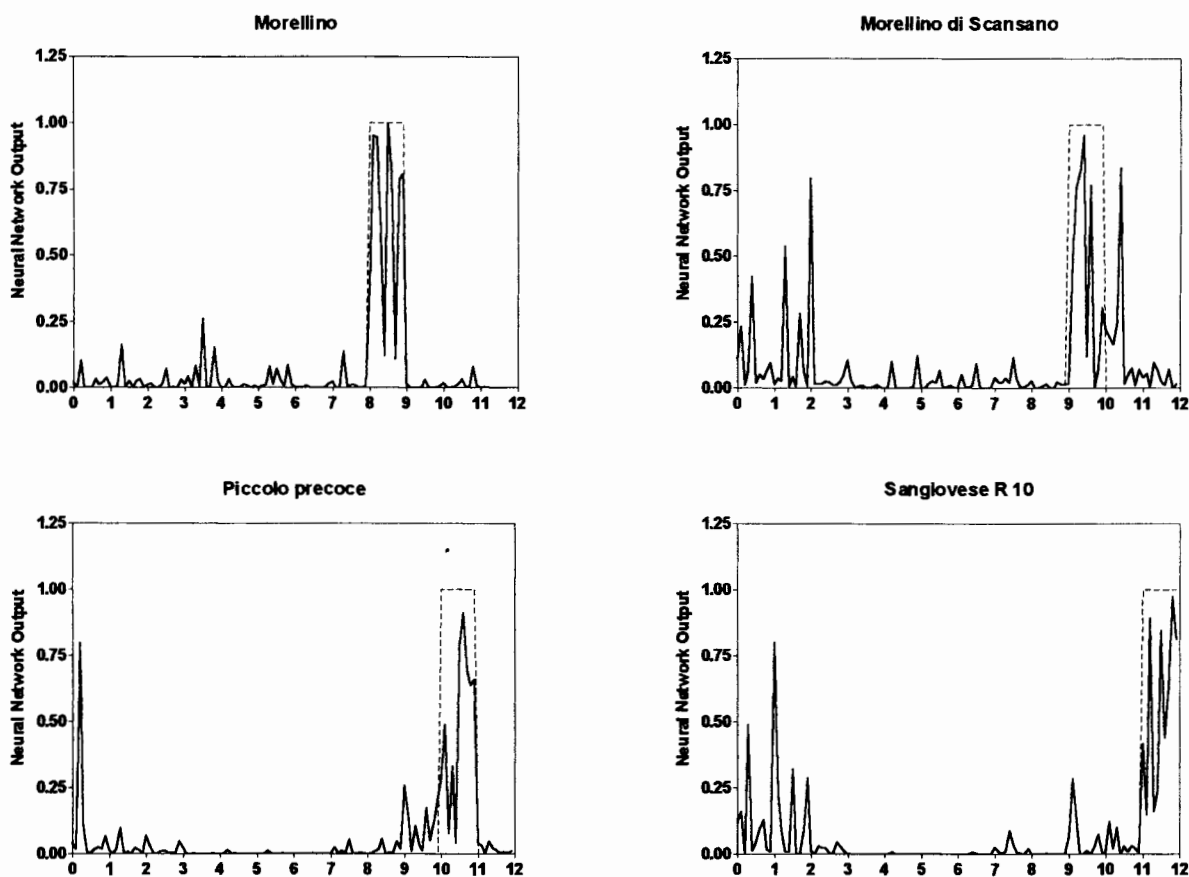 Morellino
Neural Network Output
1.25
1.00
0.75
0.50
0.25
0.00
0 1 2 3 4 5 6 7 8 9 10 11 12
Morellino di Scansano
Neural Network Output
1.25
1.00
0.75
0.50
0.25
0.00
0 1 2 3 4 5 6 7 8 9 10 11 12
Piccolo precoce
Neural Network Output
1.25
1.00
0.75
0.50
0.25
0.00
0 1 2 3 4 5 6 7 8 9 10 11 12
Sangiovese R 10
Neural Network Output
1.25
1.00
0.75
0.50
0.25
0.00
0 1 2 3 4 5 6 7 8 9 10 11 12